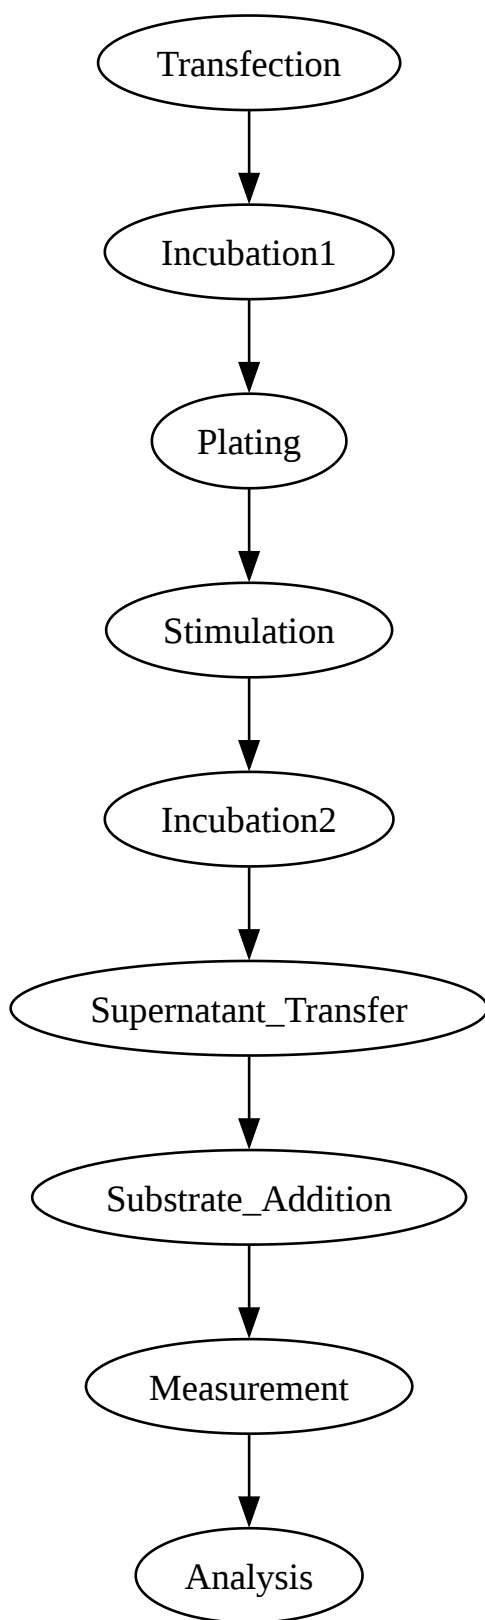 Transfection
Incubation1
Plating
Stimulation
Incubation2
Supernatant_Transfer
Substrate_Addition
Measurement
Analysis